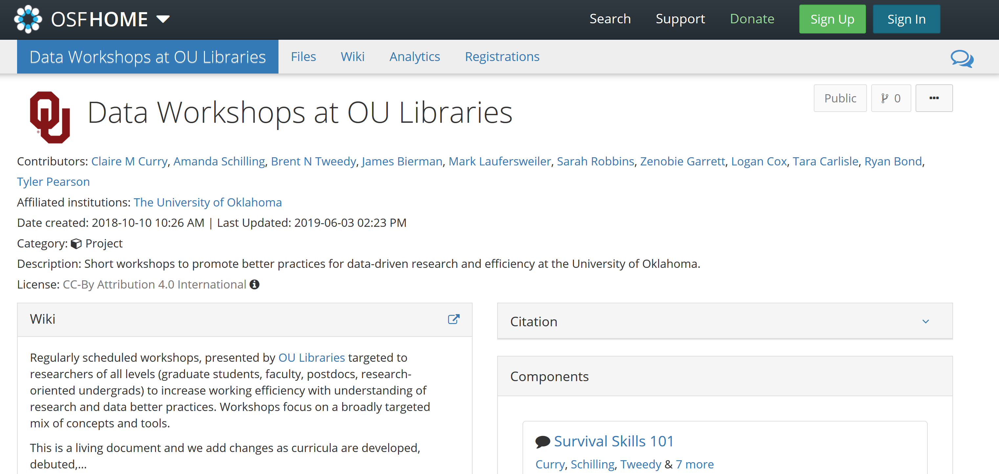 OSFHOME
Search Support Donate Sign Up Sign In
Data Workshops at OU Libraries Files Wiki Analytics Registrations
OU ®
Data Workshops at OU Libraries
Public 0 ...
Contributors: Claire M Curry, Amanda Schilling, Brent N Tweedy, James Bierman, Mark Laufersweiler, Sarah Robbins, Zenobie Garrett, Logan Cox, Tara Carlisle, Ryan Bond,
Tyler Pearson
Affiliated institutions: The University of Oklahoma
Date created: 2018-10-10 10:26 AM | Last Updated: 2019-06-03 02:23 PM
Category: Project
Description: Short workshops to promote better practices for data-driven research and efficiency at the University of Oklahoma.
License: CC-By Attribution 4.0 International
Wiki
Regularly scheduled workshops, presented by OU Libraries targeted to
researchers of all levels (graduate students, faculty, postdocs, research-
oriented undergrads) to increase working efficiency with understanding of
research and data better practices. Workshops focus on a broadly targeted
mix of concepts and tools.
This is a living document and we add changes as curricula are developed,
debuted,...
Citation
Components
Survival Skills 101
Curry, Schilling, Tweedy & 7 more